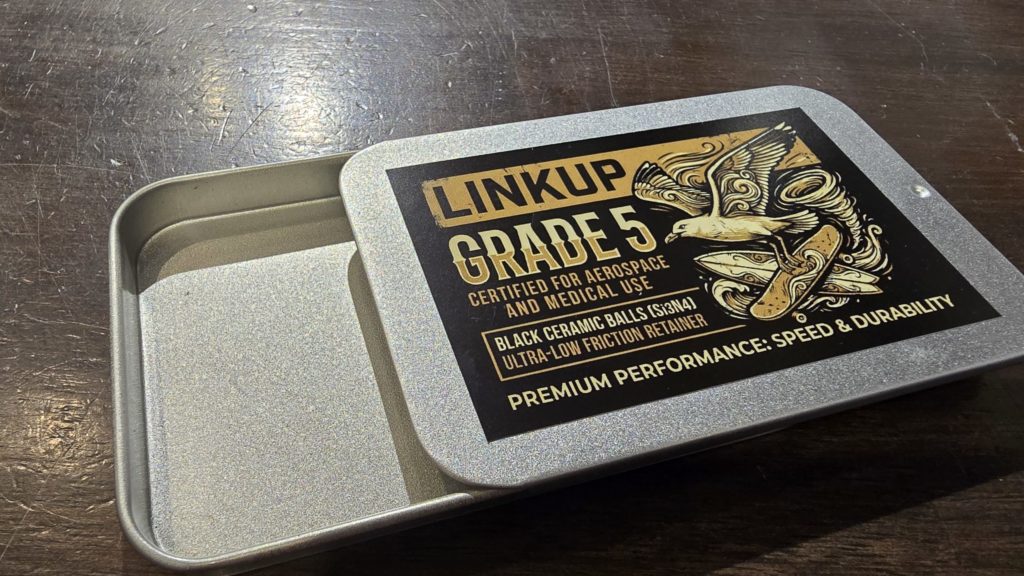 LINKUP
GRADE 5
CERTIFIED FOR AEROSPACE
AND MEDICAL USE
BLACK CERAMIC BALLS (Si3N4)
ULTRA-LOW FRICTION RETAINER
PREMIUM PERFORMANCE: SPEED & DURABILITY